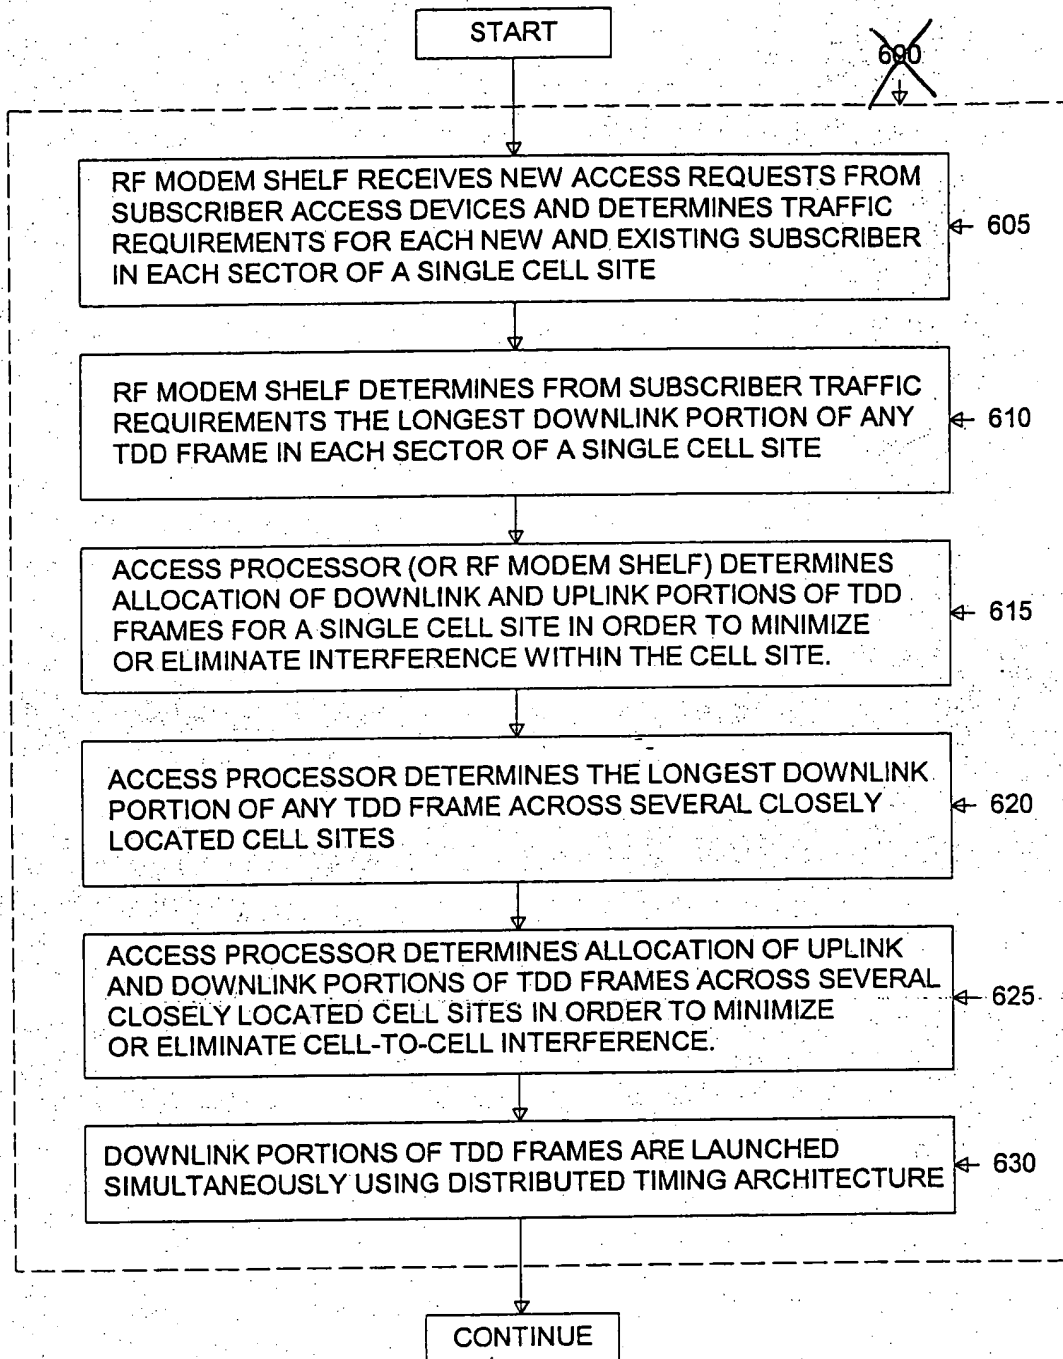 START
600
RF MODEM SHELF RECEIVES NEW ACCESS REQUESTS FROM
SUBSCRIBER ACCESS DEVICES AND DETERMINES TRAFFIC
REQUIREMENTS FOR EACH NEW AND EXISTING SUBSCRIBER
IN EACH SECTOR OF A SINGLE CELL SITE
605
RF MODEM SHELF DETERMINES FROM SUBSCRIBER TRAFFIC
REQUIREMENTS THE LONGEST DOWNLINK PORTION OF ANY
TDD FRAME IN EACH SECTOR OF A SINGLE CELL SITE
610
ACCESS PROCESSOR (OR RF MODEM SHELF) DETERMINES
ALLOCATION OF DOWNLINK AND UPLINK PORTIONS OF TDD
FRAMES FOR A SINGLE CELL SITE IN ORDER TO MINIMIZE
OR ELIMINATE INTERFERENCE WITHIN THE CELL SITE.
615
ACCESS PROCESSOR DETERMINES THE LONGEST DOWNLINK
PORTION OF ANY TDD FRAME ACROSS SEVERAL CLOSELY
LOCATED CELL SITES
620
ACCESS PROCESSOR DETERMINES ALLOCATION OF UPLINK
AND DOWNLINK PORTIONS OF TDD FRAMES ACROSS SEVERAL
CLOSELY LOCATED CELL SITES IN ORDER TO MINIMIZE
OR ELIMINATE CELL-TO-CELL INTERFERENCE.
625
DOWNLINK PORTIONS OF TDD FRAMES ARE LAUNCHED
SIMULTANEOUSLY USING DISTRIBUTED TIMING ARCHITECTURE
630
CONTINUE